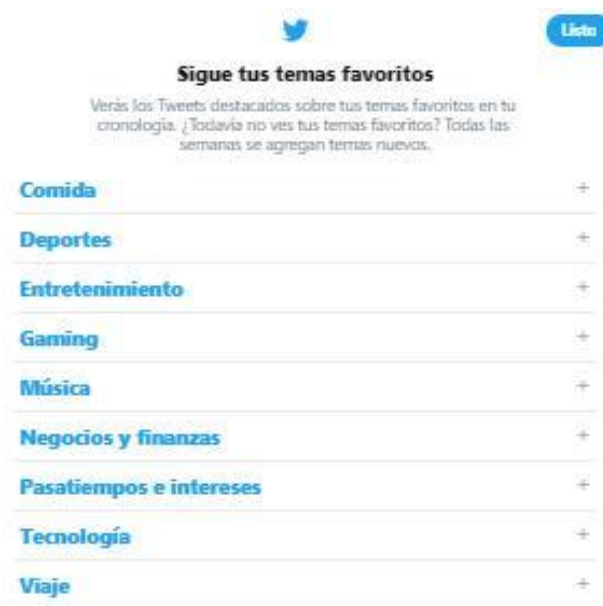 Listo
Sigue tus temas favoritos
Verás los Tweets destacados sobre tus temas favoritos en tu
cronología. ¿Todavía no ves tus temas favoritos? Todas las
semanas se agregan temas nuevos.
Comida +
Deportes +
Entretenimiento +
Gaming +
Música +
Negocios y finanzas +
Pasatiempos e intereses +
Tecnología +
Viaje +